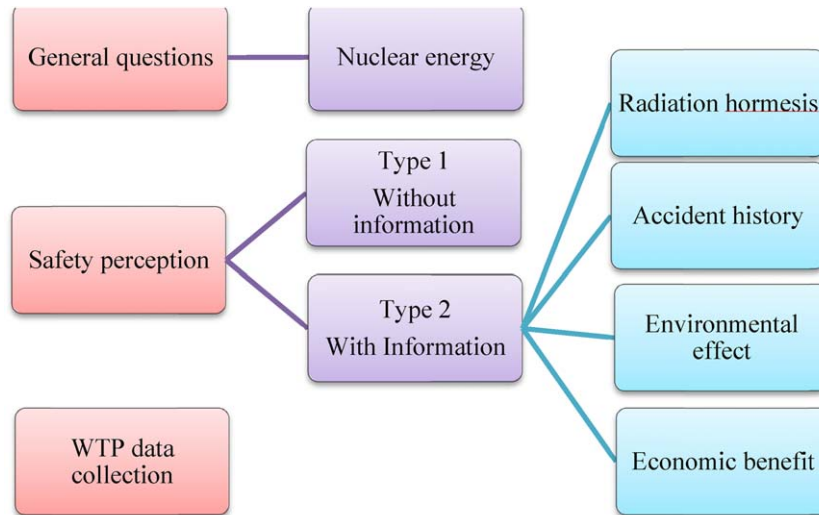 General questions
Nuclear energy
Radiation hormesis
Type 1
Without
information
Accident history
Safety perception
Type 2
With Information
Environmental
effect
WTP data
collection
Economic benefit